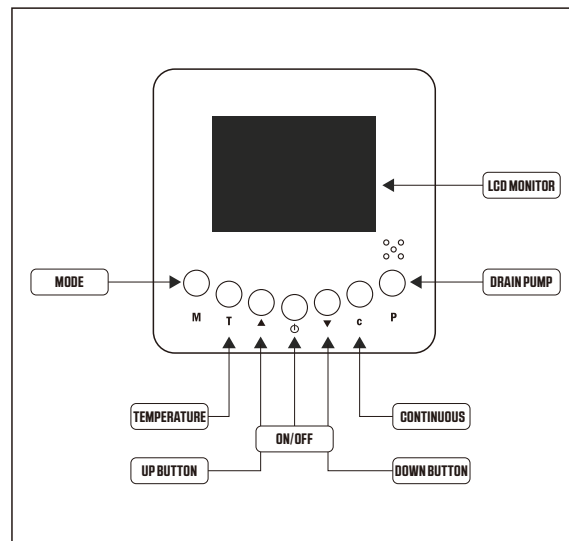 LCD MONITOR
MODE
DRAIN PUMP
M
T
▲
▼
c
P
TEMPERATURE
CONTINUOUS
ON/OFF
UP BUTTON
DOWN BUTTON